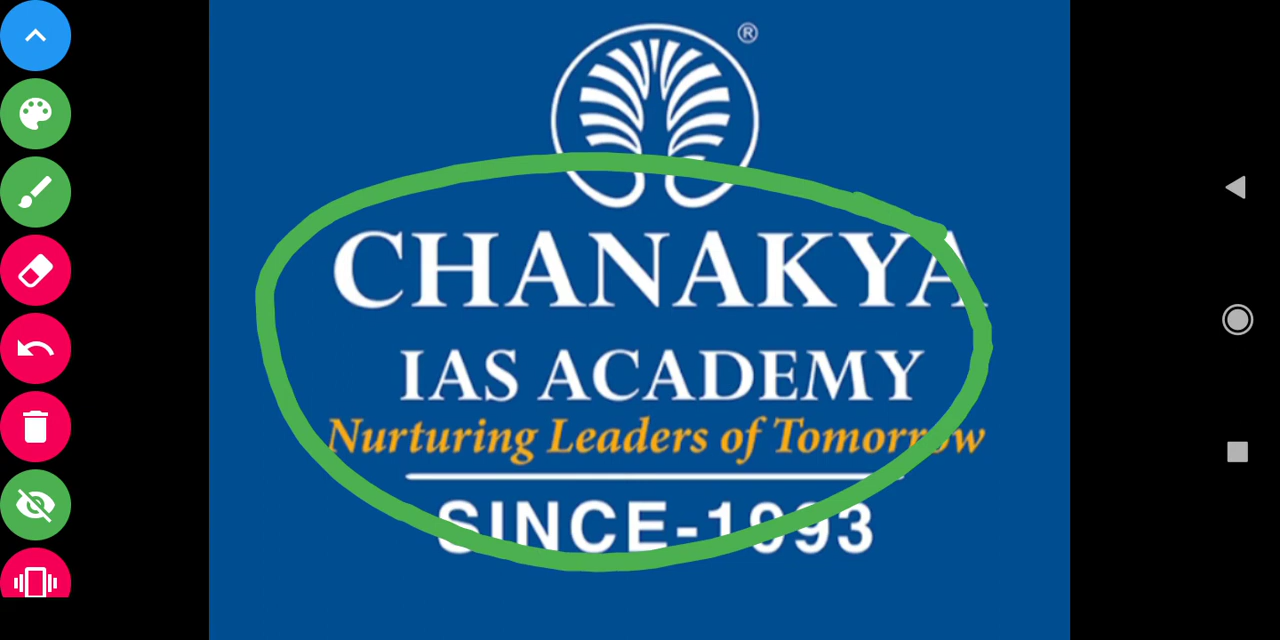 ®
CHANAKYA
IAS ACADEMY
Nurturing Leaders of Tomorrow
SINCE-1993